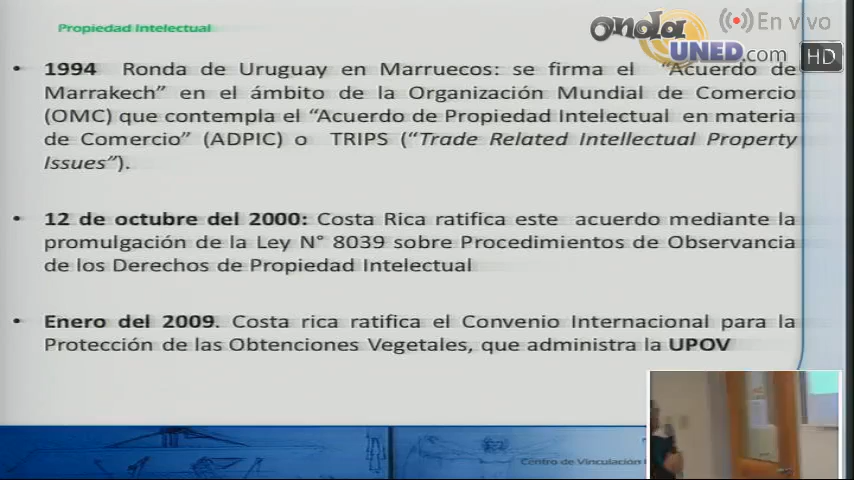 Propiedad Intelectual
onda UNED.com
En vivo
HD
• 1994 Ronda de Uruguay en Marruecos: se firma el “Acuerdo de
Marrakech” en el ámbito de la Organización Mundial de Comercio
(OMC) que contempla el “Acuerdo de Propiedad Intelectual en materia
de Comercio” (ADPIC) o TRIPS (“Trade Related Intellectual Property
Issues”).
• 12 de octubre del 2000: Costa Rica ratifica este acuerdo mediante la
promulgación de la Ley N° 8039 sobre Procedimientos de Observancia
de los Derechos de Propiedad Intelectual
• Enero del 2009. Costa rica ratifica el Convenio Internacional para la
Protección de las Obtenciones Vegetales, que administra la UPOV
Centro de Vinculación